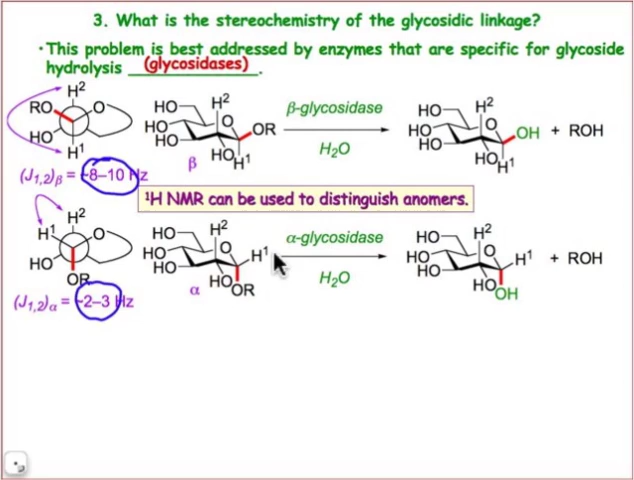 3. What is the stereochemistry of the glycosidic linkage?
•This problem is best addressed by enzymes that are specific for glycoside
hydrolysis (glycosidases).
H² RO O HO H¹
HO H² HO HO O OR HO H¹ β
β-glycosidase
H₂O
HO H² HO HO O OH HO H¹ + ROH
(J1,2)β = ~8–10 Hz
¹H NMR can be used to distinguish anomers.
H² H¹ O HO OR
HO H² HO HO O H¹ HO OR α
α-glycosidase
H₂O
HO H² HO HO O H¹ HO OH + ROH
(J1,2)α = ~2–3 Hz